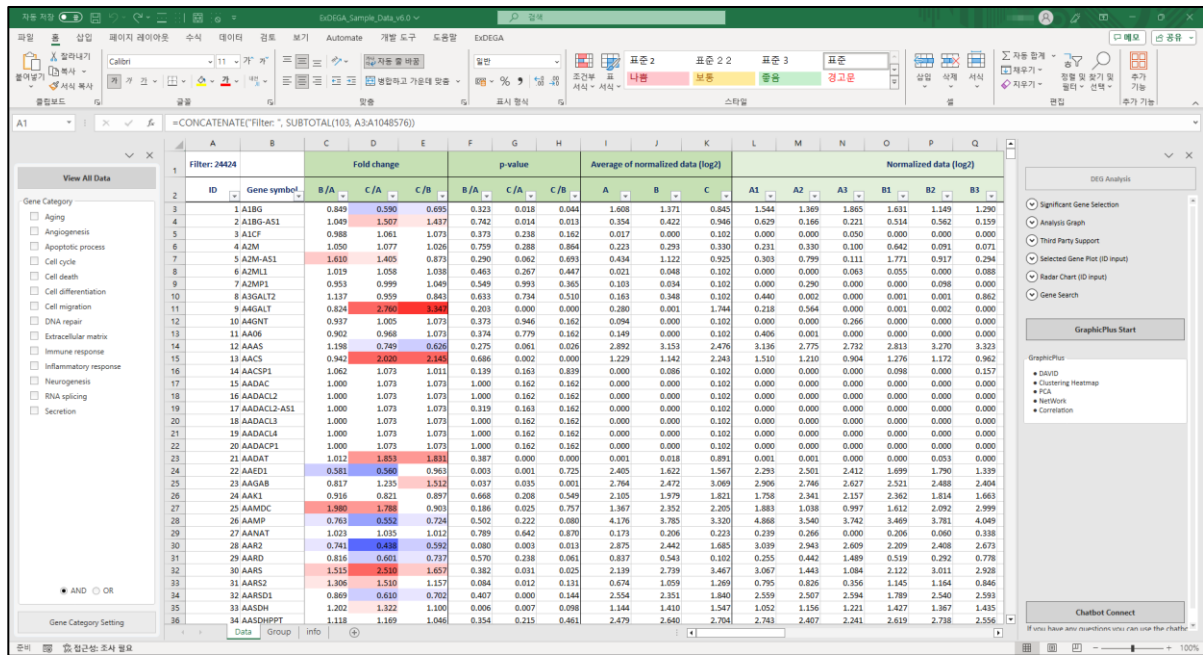 자동 저장 ExDEGA_Sample_Data_v6.0 검색
파일 홈 삽입 페이지 레이아웃 수식 데이터 검토 보기 Automate 개발 도구 도움말 ExDEGA 메모 공유
잘라내기 Calibri 11 자동 줄 바꿈 일반 표준 2 표준 2 2 표준 3 표준 자동 합계
붙여넣기 복사 병합하고 가운데 맞춤 조건부 서식 표 서식 나쁨 보통 좋음 경고문 삽입 삭제 서식 채우기 정렬 및 찾기 및 추가
서식 복사 지우기 필터 선택 기능
클립보드 글꼴 맞춤 표시 형식 스타일 셀 편집 추가 기능
A1 =CONCATENATE("Filter: ", SUBTOTAL(103, A3:A1048576))
View All Data
Gene Category
Aging
Angiogenesis
Apoptotic process
Cell cycle
Cell death
Cell differentiation
Cell migration
DNA repair
Extracellular matrix
Immune response
Inflammatory response
Neurogenesis
RNA splicing
Secretion
AND OR
Gene Category Setting
A B C D E F G H I J K L M N O P Q
1 Filter: 24424 Fold change p-value Average of normalized data (log2) Normalized data (log2)
2 ID Gene symbol B/A C/A C/B B/A C/A C/B A B C A1 A2 A3 B1 B2 B3
3 1 A1BG 0.849 0.590 0.695 0.323 0.018 0.044 1.608 1.371 0.845 1.544 1.369 1.865 1.631 1.149 1.290
4 2 A1BG-AS1 1.049 1.507 1.437 0.742 0.014 0.013 0.354 0.422 0.946 0.629 0.166 0.221 0.514 0.562 0.159
5 3 A1CF 0.988 1.061 1.073 0.373 0.238 0.162 0.017 0.000 0.102 0.000 0.000 0.050 0.000 0.000 0.000
6 4 A2M 1.050 1.077 1.026 0.759 0.288 0.864 0.223 0.293 0.330 0.231 0.330 0.100 0.642 0.091 0.071
7 5 A2M-AS1 1.610 1.405 0.873 0.290 0.062 0.693 0.434 1.122 0.925 0.303 0.799 0.111 1.771 0.917 0.294
8 6 A2ML1 1.019 1.058 1.038 0.463 0.267 0.447 0.021 0.048 0.102 0.000 0.000 0.063 0.055 0.000 0.088
9 7 A2MP1 0.953 0.999 1.049 0.549 0.993 0.365 0.103 0.034 0.102 0.000 0.290 0.000 0.000 0.098 0.000
10 8 A3GALT2 1.137 0.959 0.843 0.633 0.734 0.510 0.163 0.348 0.102 0.440 0.002 0.000 0.001 0.001 0.862
11 9 A4GALT 0.824 2.760 3.347 0.203 0.000 0.000 0.280 0.001 1.744 0.218 0.564 0.000 0.001 0.002 0.000
12 10 A4GNT 0.937 1.005 1.073 0.373 0.946 0.162 0.094 0.000 0.102 0.000 0.000 0.266 0.000 0.000 0.000
13 11 AA06 0.902 0.968 1.073 0.374 0.779 0.162 0.149 0.000 0.102 0.406 0.001 0.000 0.000 0.000 0.000
14 12 AAAS 1.198 0.749 0.626 0.275 0.061 0.026 2.892 3.153 2.476 3.136 2.775 2.732 2.813 3.270 3.323
15 13 AACS 0.942 2.020 2.145 0.686 0.002 0.000 1.229 1.142 2.243 1.510 1.210 0.904 1.276 1.172 0.962
16 14 AACSP1 1.062 1.073 1.011 0.139 0.163 0.839 0.000 0.086 0.102 0.000 0.000 0.000 0.098 0.000 0.157
17 15 AADAC 1.000 1.073 1.073 1.000 0.162 0.162 0.000 0.000 0.102 0.000 0.000 0.000 0.000 0.000 0.000
18 16 AADACL2 1.000 1.073 1.073 1.000 0.162 0.162 0.000 0.000 0.102 0.000 0.000 0.000 0.000 0.000 0.000
19 17 AADACL2-AS1 1.000 1.073 1.073 0.319 0.163 0.162 0.000 0.000 0.102 0.000 0.000 0.000 0.000 0.000 0.000
20 18 AADACL3 1.000 1.073 1.073 1.000 0.162 0.162 0.000 0.000 0.102 0.000 0.000 0.000 0.000 0.000 0.000
21 19 AADACL4 1.000 1.073 1.073 1.000 0.162 0.162 0.000 0.000 0.102 0.000 0.000 0.000 0.000 0.000 0.000
22 20 AADACP1 1.000 1.073 1.073 1.000 0.162 0.162 0.000 0.000 0.102 0.000 0.000 0.000 0.000 0.000 0.000
23 21 AADAT 1.012 1.853 1.831 0.387 0.000 0.000 0.001 0.018 0.891 0.001 0.000 0.000 0.000 0.053 0.000
24 22 AAED1 0.581 0.560 0.963 0.003 0.001 0.725 2.405 1.622 1.567 2.293 2.501 2.412 1.699 1.790 1.339
25 23 AAGAB 0.817 1.235 1.512 0.037 0.035 0.001 2.764 2.472 3.069 2.906 2.746 2.627 2.521 2.488 2.404
26 24 AAK1 0.916 0.821 0.897 0.668 0.208 0.549 2.105 1.979 1.821 1.758 2.341 2.157 2.362 1.814 1.663
27 25 AAMDC 1.980 1.788 0.903 0.186 0.025 0.757 1.367 2.352 2.205 1.883 1.038 0.997 1.612 2.092 2.999
28 26 AAMP 0.763 0.552 0.724 0.502 0.222 0.080 4.176 3.785 3.320 4.868 3.540 3.742 3.469 3.781 4.049
29 27 AANAT 1.023 1.035 1.012 0.789 0.642 0.870 0.173 0.206 0.223 0.239 0.266 0.000 0.206 0.060 0.338
30 28 AAR2 0.741 0.438 0.592 0.080 0.003 0.013 2.875 2.442 1.685 3.039 2.943 2.609 2.209 2.408 2.673
31 29 AARD 0.816 0.601 0.737 0.570 0.238 0.061 0.837 0.543 0.102 0.255 0.442 1.489 0.519 0.292 0.778
32 30 AARS 1.515 2.510 1.657 0.382 0.031 0.025 2.139 2.739 3.467 3.067 1.443 1.084 2.122 3.011 2.928
33 31 AARS2 1.306 1.510 1.157 0.084 0.012 0.131 0.674 1.059 1.269 0.795 0.826 0.356 1.145 1.164 0.846
34 32 AARSD1 0.869 0.610 0.702 0.407 0.000 0.144 2.554 2.351 1.840 2.559 2.507 2.594 1.789 2.540 2.593
35 33 AASDH 1.202 1.322 1.100 0.006 0.007 0.098 1.144 1.410 1.547 1.052 1.156 1.221 1.427 1.367 1.435
36 34 AASDHPPT 1.118 1.169 1.046 0.354 0.215 0.461 2.479 2.640 2.704 2.743 2.407 2.241 2.619 2.738 2.556
Data Group info
DEG Analysis
Significant Gene Selection
Analysis Graph
Third Party Support
Selected Gene Plot (ID input)
Radar Chart (ID input)
Gene Search
GraphicPlus Start
GraphicPlus
DAVID
Clustering Heatmap
PCA
NetWork
Correlation
Chatbot Connect
If you have any questions you can use the chatbo
준비 접근성: 조사 필요 100%